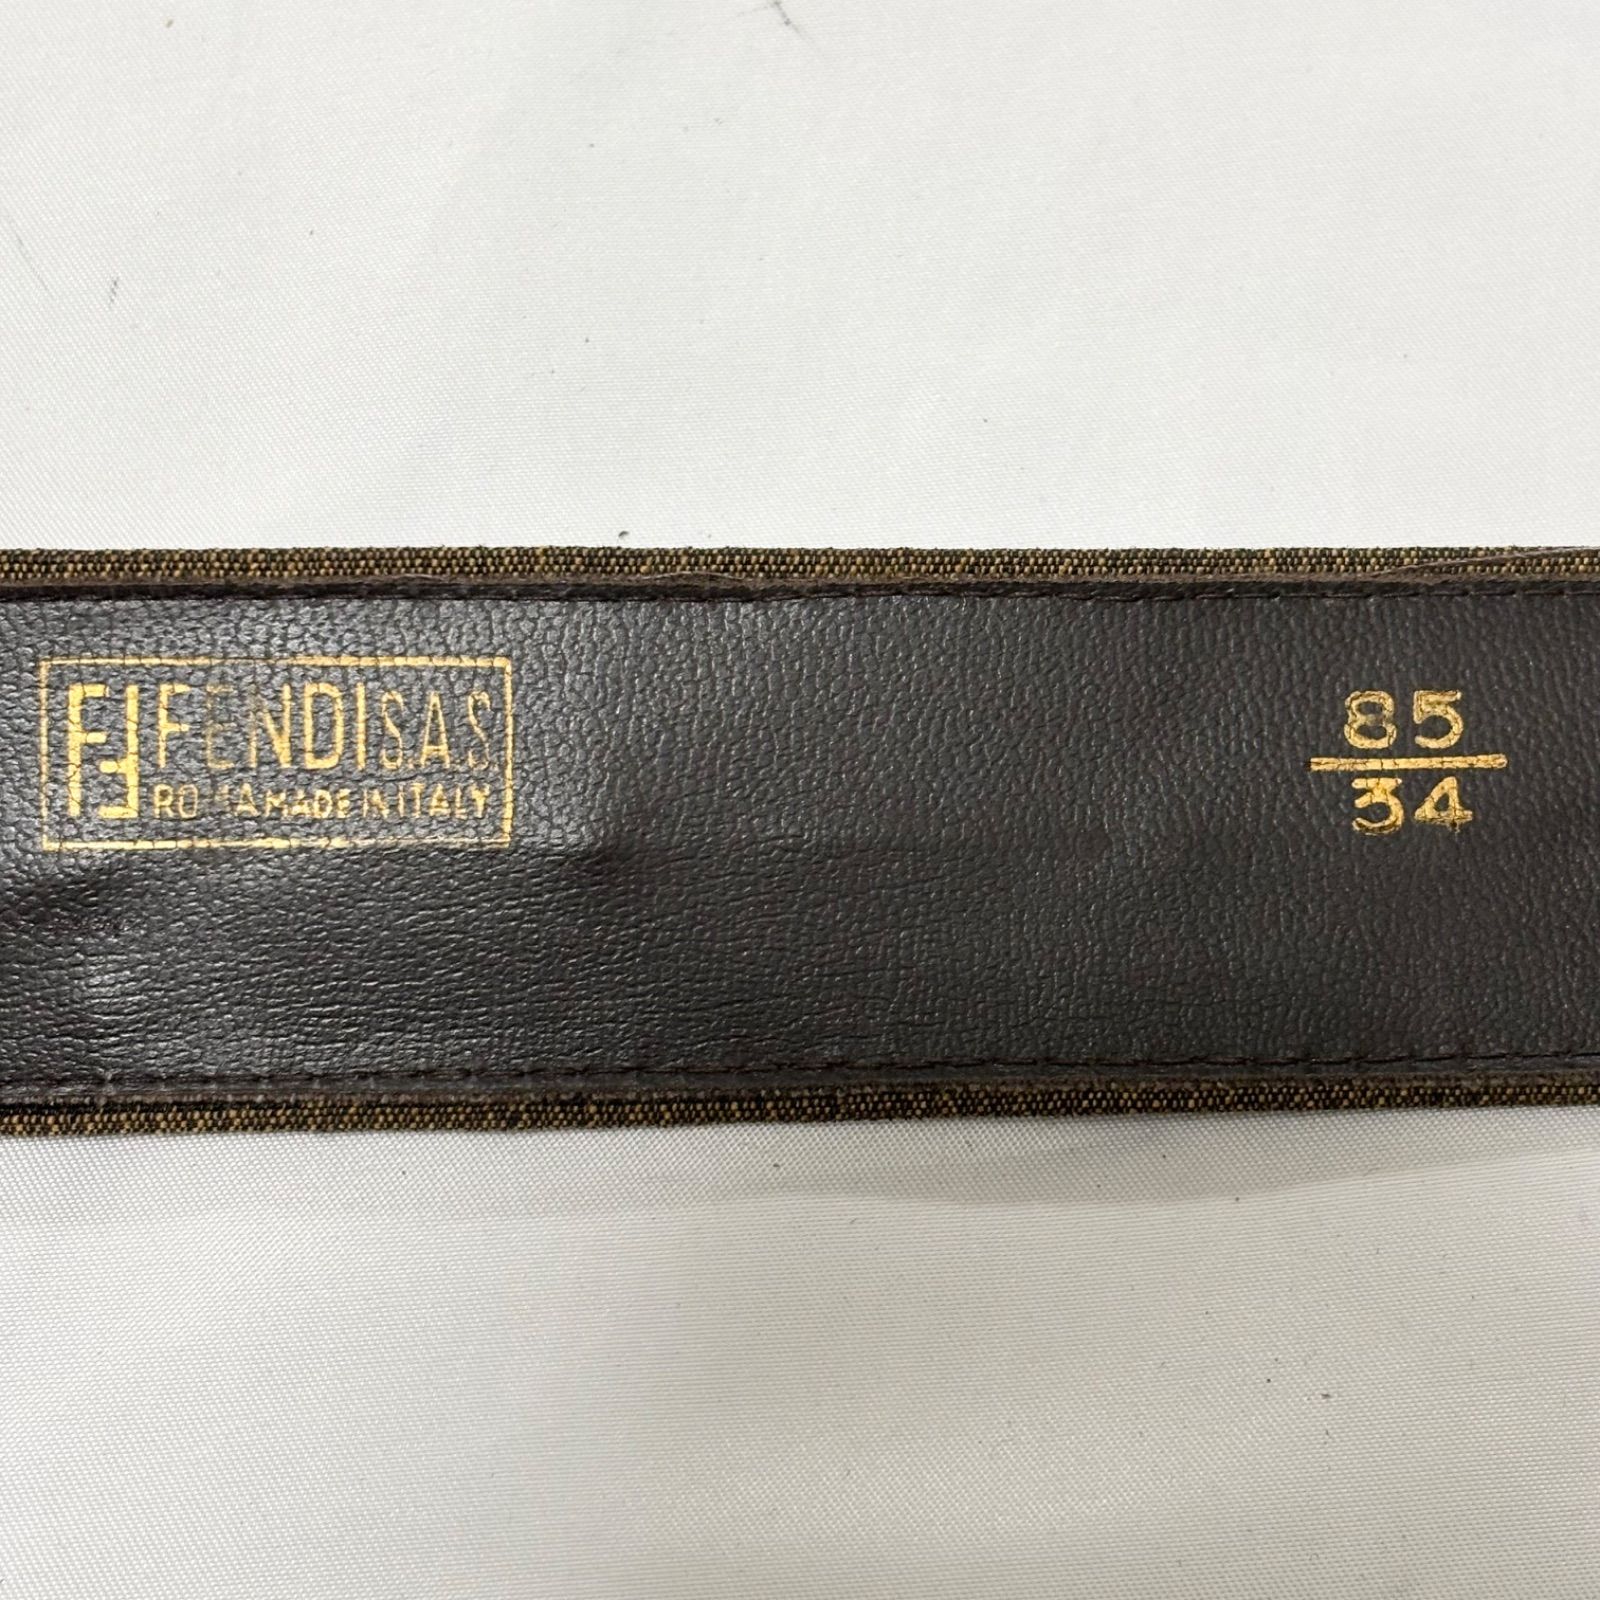 FF FENDI S.A.S.
ROMA MADE IN ITALY
85
34